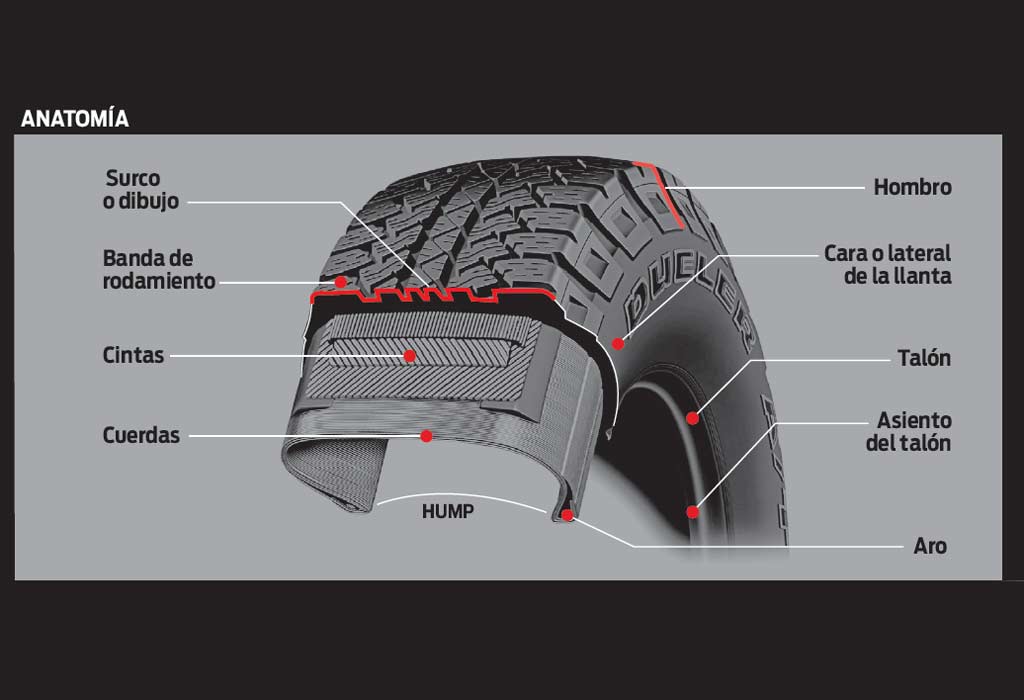 ANATOMÍA
Surco
o dibujo
Banda de
rodamiento
Cintas
Cuerdas
HUMP
Hombro
Cara o lateral
de la llanta
Talón
Asiento
del talón
Aro
DUELER